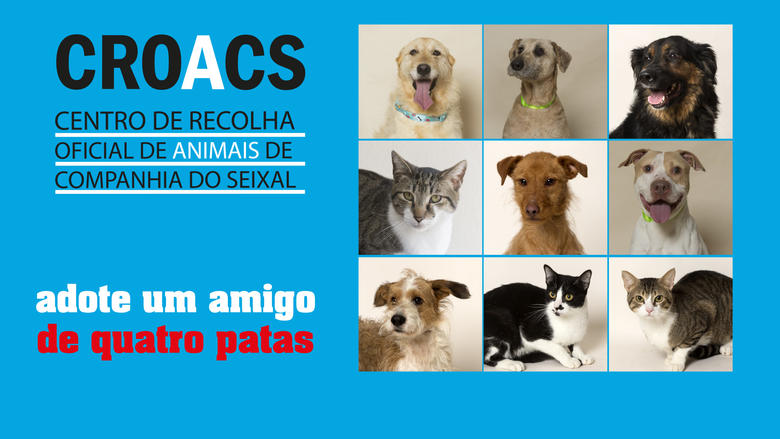 CROACS
CENTRO DE RECOLHA
OFICIAL DE ANIMAIS DE
COMPANHIA DO SEIXAL
adote um amigo
de quatro patas